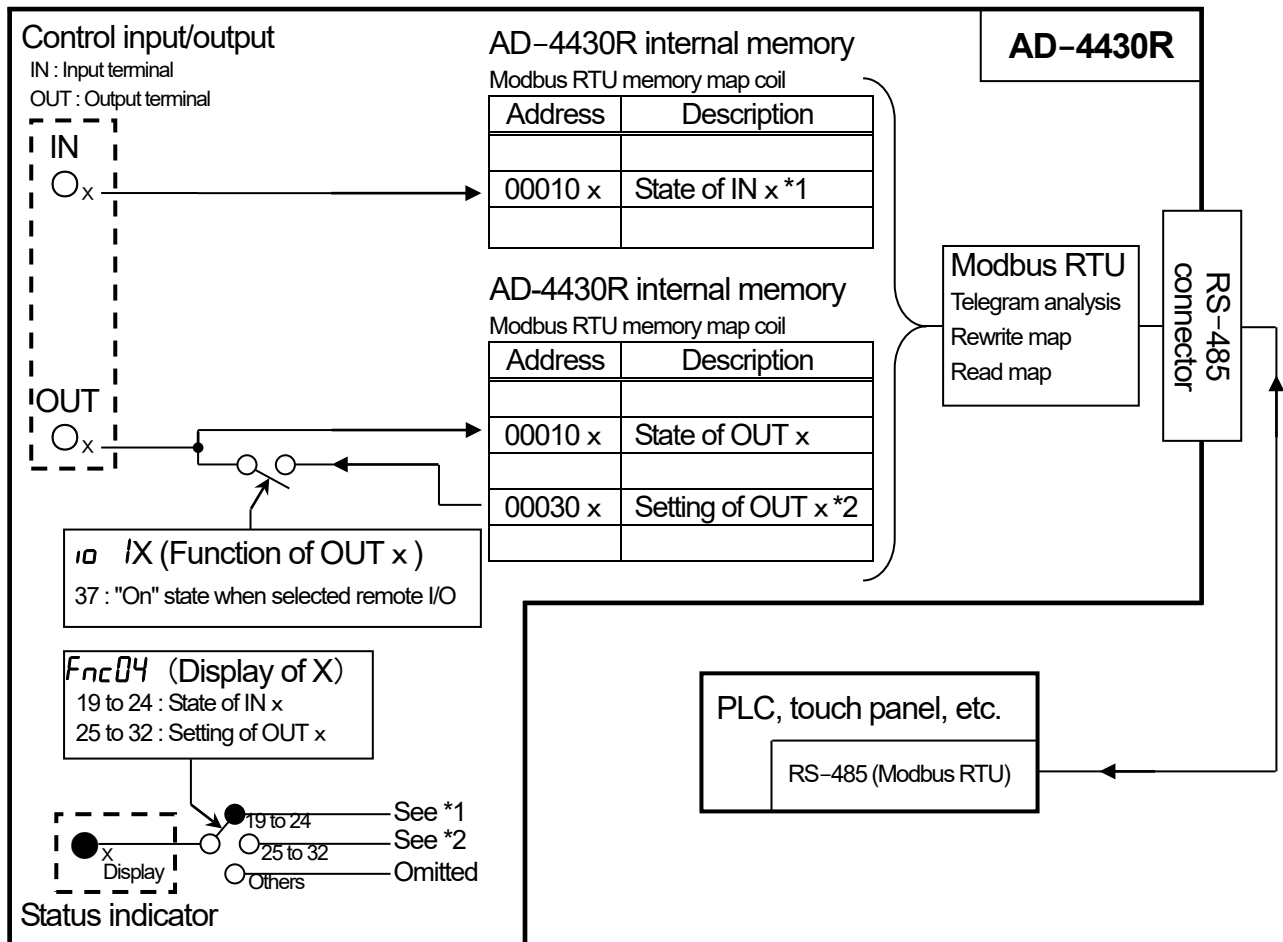 Control input/output
IN : Input terminal
OUT : Output terminal
IN
X
OUT
X
AD-4430R internal memory
Modbus RTU memory map coil
Address Description
00010 x State of IN x *1
AD-4430R internal memory
Modbus RTU memory map coil
Address Description
00010 x State of OUT x
00030 x Setting of OUT x *2
AD-4430R
Modbus RTU
Telegram analysis
Rewrite map
Read map
RS-485
connector
io 1X (Function of OUT x )
37 : "On" state when selected remote I/O
Fnc04 (Display of X)
19 to 24 : State of IN x
25 to 32 : Setting of OUT x
PLC, touch panel, etc.
RS-485 (Modbus RTU)
X
Display
19 to 24
See *1
25 to 32
See *2
Others
Omitted
Status indicator